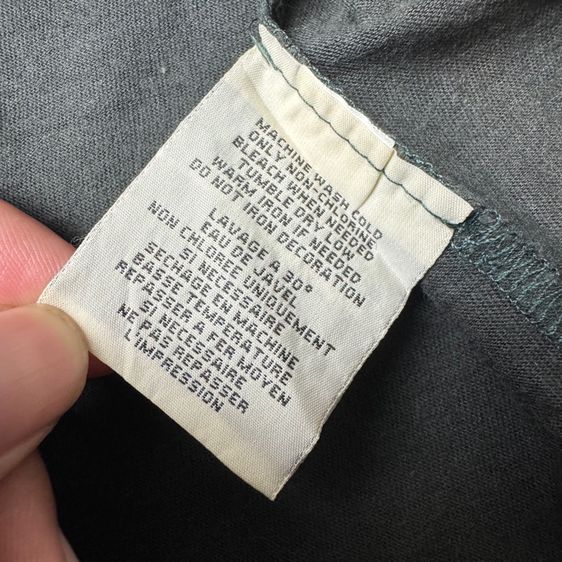 MACHINE WASH COLD
ONLY NON-CHLORINE
BLEACH WHEN NEEDED
TUMBLE DRY LOW
WARM IRON IF NEEDED.
DO NOT IRON DECORATION
LAVAGE A 30°
NON CHLOREE UNIQUEMENT
EAU DE JAVEL
SI NECESSAIRE
SECHAGE EN MACHINE
BASSE TEMPERATURE
REPASSER A FER MOYEN
SI NECESSAIRE
NE PAS REPASSER
L'IMPRESSION